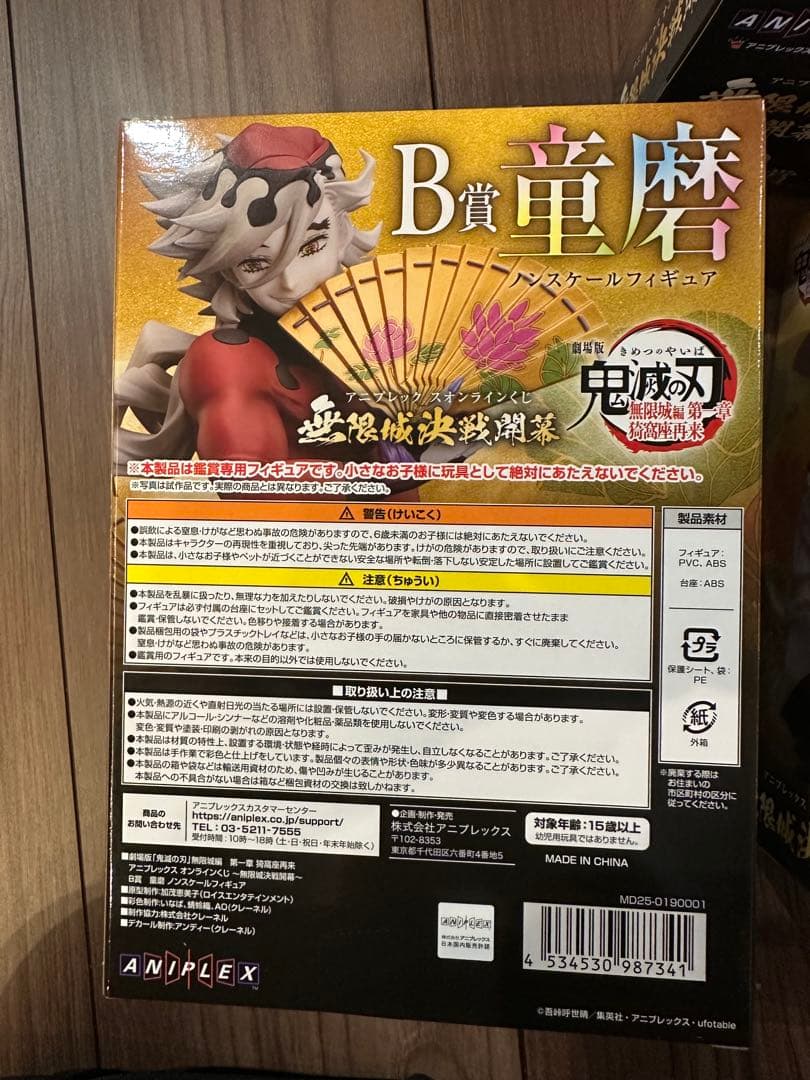 B賞 童磨
ノンスケールフィギュア
劇場版
きめつのやいば
鬼滅の刃
無限城編 第一章
猗窩座再来
アニプレックス オンラインくじ
無限城決戦開幕
※本製品は鑑賞専用フィギュアです。小さなお子様に玩具として絶対にあたえないでください。
※写真は試作品です。実際の商品とは異なります。ご了承ください。
⚠ 警告(けいこく)
●誤飲による窒息・けがなど思わぬ事故の危険がありますので、6歳未満のお子様には絶対にあたえないでください。
●本製品はキャラクターの再現性を重視しており、尖った先端があります。けがの危険がありますので、取り扱いにご注意ください。
●本製品は、小さなお子様やペットが近づくことができない安全な場所や転倒・落下しない安定した場所に設置してご鑑賞ください。
⚠ 注意(ちゅうい)
●本製品を乱暴に扱ったり、無理な力を加えたりしないでください。破損やけがの原因となります。
●フィギュアは必ず付属の台座にセットしてご鑑賞ください。フィギュアを家具や他の物品に直接密着させたまま
鑑賞・保管しないでください。色移りや接着する場合があります。
●製品梱包用の袋やプラスチックトレイなどは、小さなお子様の手の届かないところに保管するか、すぐに廃棄してください。
窒息・けがなど思わぬ事故の危険があります。
●鑑賞用のフィギュアです。本来の目的以外では使用しないでください。
■取り扱い上の注意■
●火気・熱源の近くや直射日光の当たる場所には設置・保管しないでください。変形・変質や変色する場合があります。
●本製品にアルコール・シンナーなどの溶剤や化粧品・薬品類を使用しないでください。
変色・変質や塗装・印刷の剥がれの原因となります。
●本製品は材質の特性上、設置する環境・状態や経時によって歪みが発生し、自立しなくなることがあります。ご了承ください。
●本製品は手作業で彩色と仕上げをしています。製品個々の表情や形状・色味が多少異なることがあります。ご了承ください。
●本製品の箱や袋などは輸送用資材のため、傷や凹みが生じることがあります。
本製品への不具合がない場合は箱など梱包資材の交換は致しかねます。
製品素材
フィギュア:
PVC、ABS
台座:ABS
プラ
保護シート、袋:
PE
紙
外箱
※廃棄する際は
お住まいの
市区町村の区分に
従ってください。
商品の
お問い合わせ先
アニプレックスカスタマーセンター
https://aniplex.co.jp/support/
TEL:03-5211-7555
受付時間:10時~18時(土・日・祝日・年末年始除く)
●企画・制作・発売
株式会社アニプレックス
〒102-8353
東京都千代田区六番町4番地5
対象年齢:15歳以上
幼児用玩具ではありません。
MADE IN CHINA
MD25-0190001
■劇場版「鬼滅の刃」無限城編 第一章 猗窩座再来
アニプレックス オンラインくじ ~無限城決戦開幕~
B賞 童磨 ノンスケールフィギュア
■原型制作:加茂恵美子(ロイスエンタテインメント)
■彩色制作:いなば、蜻蛉織、AO(クレーネル)
■制作協力:株式会社クレーネル
■デカール制作:アンディー(クレーネル)
ANIPLEX
ANIPLEX
株式会社アニプレックス
日本国内販売許諾
4 534530 987341
©吾峠呼世晴/集英社・アニプレックス・ufotable